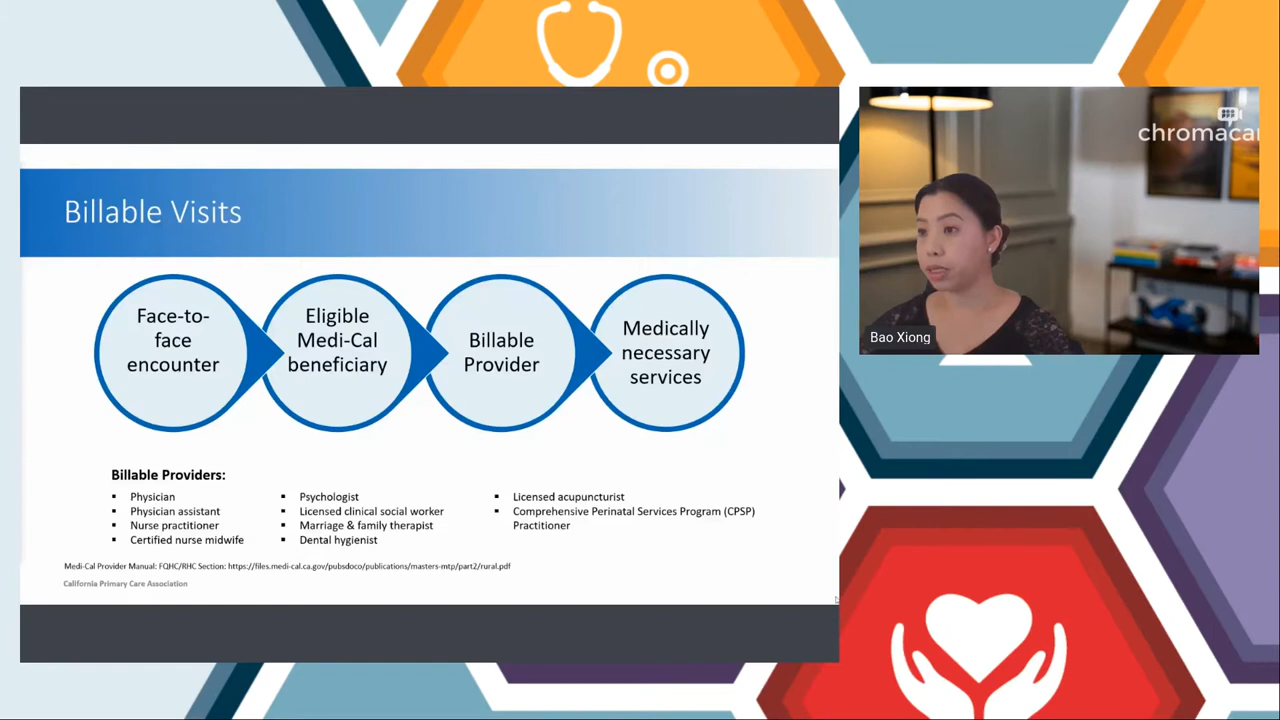 Billable Visits
Face-to-
face
encounter
Eligible
Medi-Cal
beneficiary
Billable
Provider
Medically
necessary
services
Billable Providers:
Physician
Physician assistant
Nurse practitioner
Certified nurse midwife
Psychologist
Licensed clinical social worker
Marriage & family therapist
Dental hygienist
Licensed acupuncturist
Comprehensive Perinatal Services Program (CPSP)
Practitioner
Medi-Cal Provider Manual: FQHC/RHC Section: https://files.medi-cal.ca.gov/pubsdoco/publications/masters-mtp/part2/rural.pdf
California Primary Care Association
chromaca
Bao Xiong